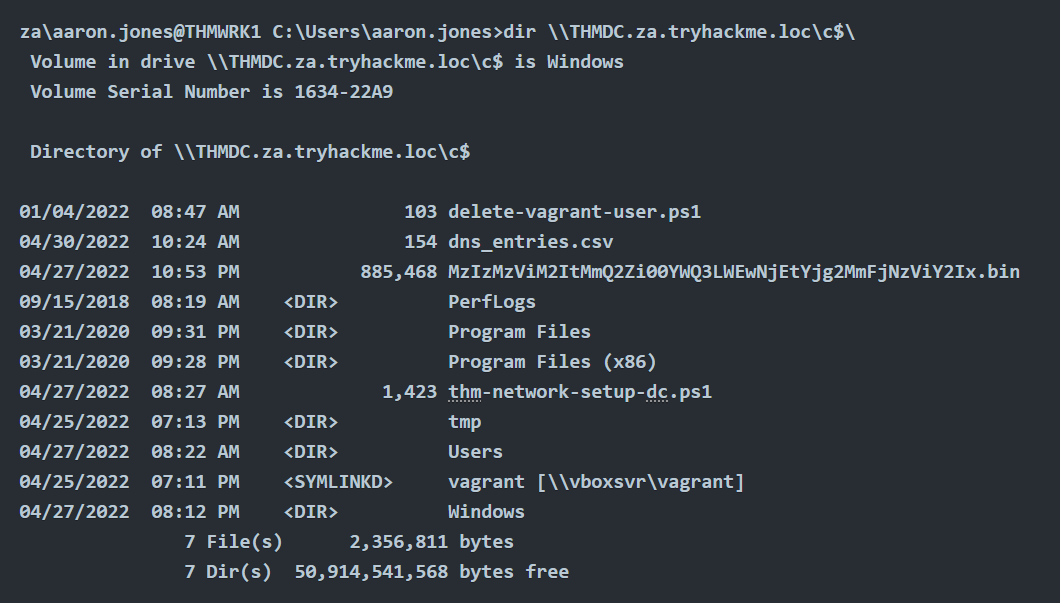 za\aaron.jones@THMWRK1 C:\Users\aaron.jones>dir \\THMDC.za.tryhackme.loc\c$\
Volume in drive \\THMDC.za.tryhackme.loc\c$ is Windows
Volume Serial Number is 1634-22A9
Directory of \\THMDC.za.tryhackme.loc\c$
01/04/2022  08:47 AM               103 delete-vagrant-user.ps1
04/30/2022  10:24 AM               154 dns_entries.csv
04/27/2022  10:53 PM           885,468 MzIzMzViM2ItMmQ2Zi00YWQ3LWEwNjEtYjg2MmFjNzViY2Ix.bin
09/15/2018  08:19 AM    <DIR>          PerfLogs
03/21/2020  09:31 PM    <DIR>          Program Files
03/21/2020  09:28 PM    <DIR>          Program Files (x86)
04/27/2022  08:27 AM             1,423 thm-network-setup-dc.ps1
04/25/2022  07:13 PM    <DIR>          tmp
04/27/2022  08:22 AM    <DIR>          Users
04/25/2022  07:11 PM    <SYMLINKD>     vagrant [\\vboxsvr\vagrant]
04/27/2022  08:12 PM    <DIR>          Windows
7 File(s)      2,356,811 bytes
7 Dir(s)  50,914,541,568 bytes free